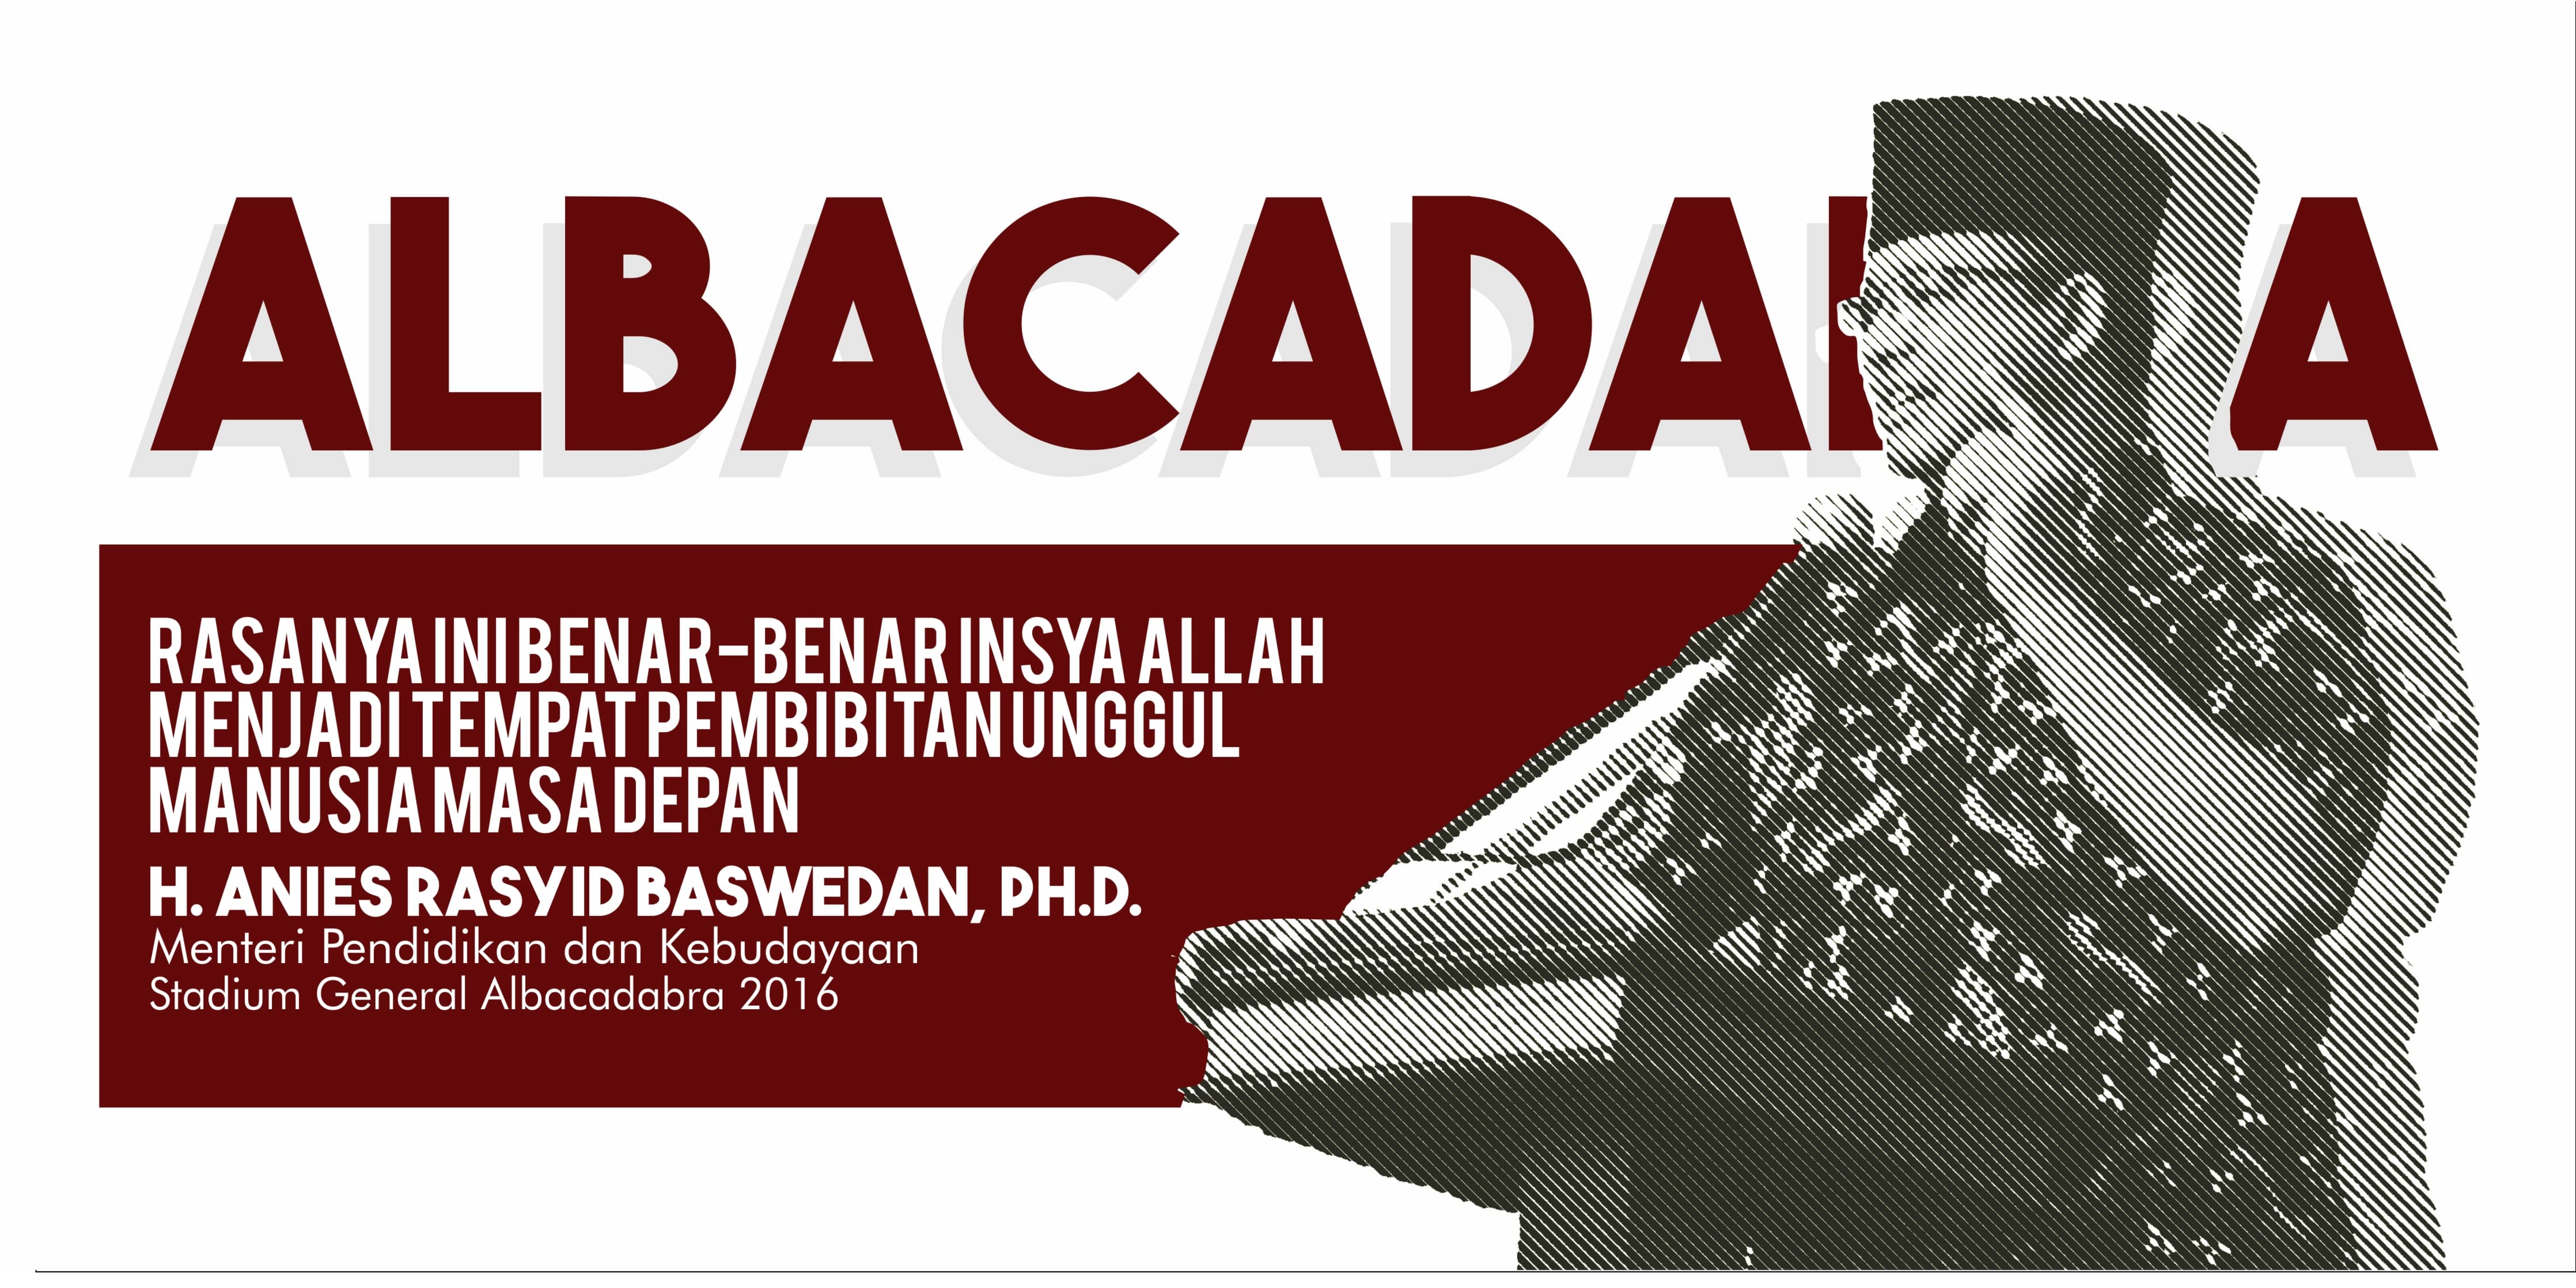 ALBACADABRA
RASANYA INI BENAR-BENAR INSYA ALLAH
MENJADI TEMPAT PEMBIBITAN UNGGUL
MANUSIA MASA DEPAN
H. ANIES RASYID BASWEDAN, PH.D.
Menteri Pendidikan dan Kebudayaan
Stadium General Albacadabra 2016